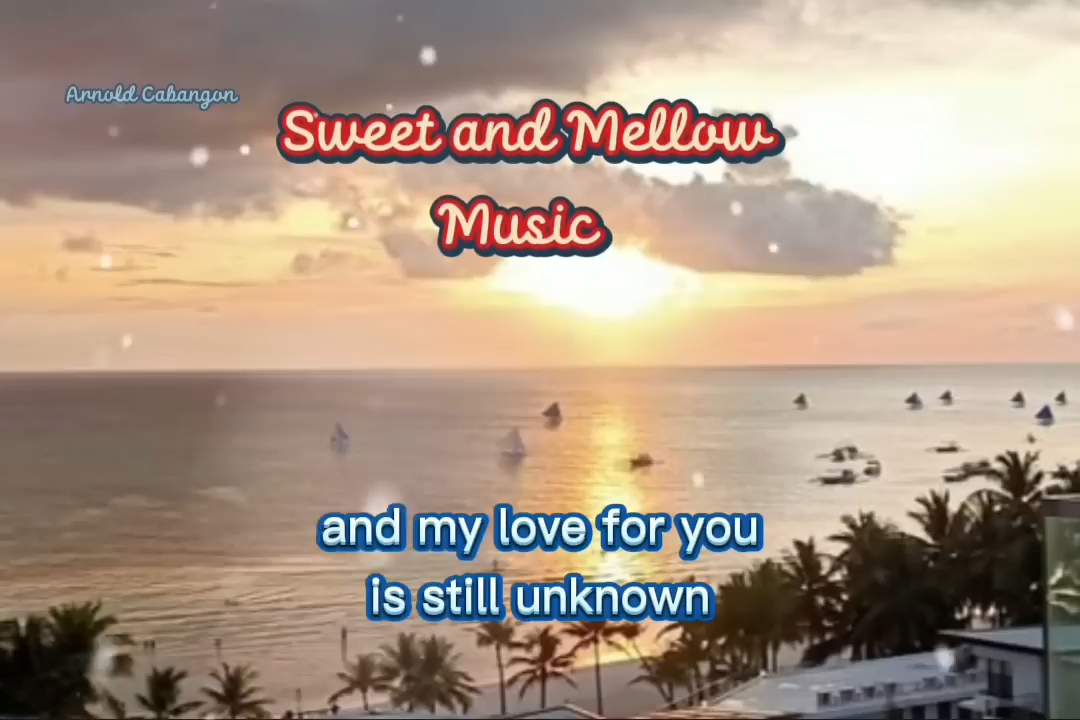 Arnold Cabangon
Sweet and Mellow
Music
and my love for you
is still unknown